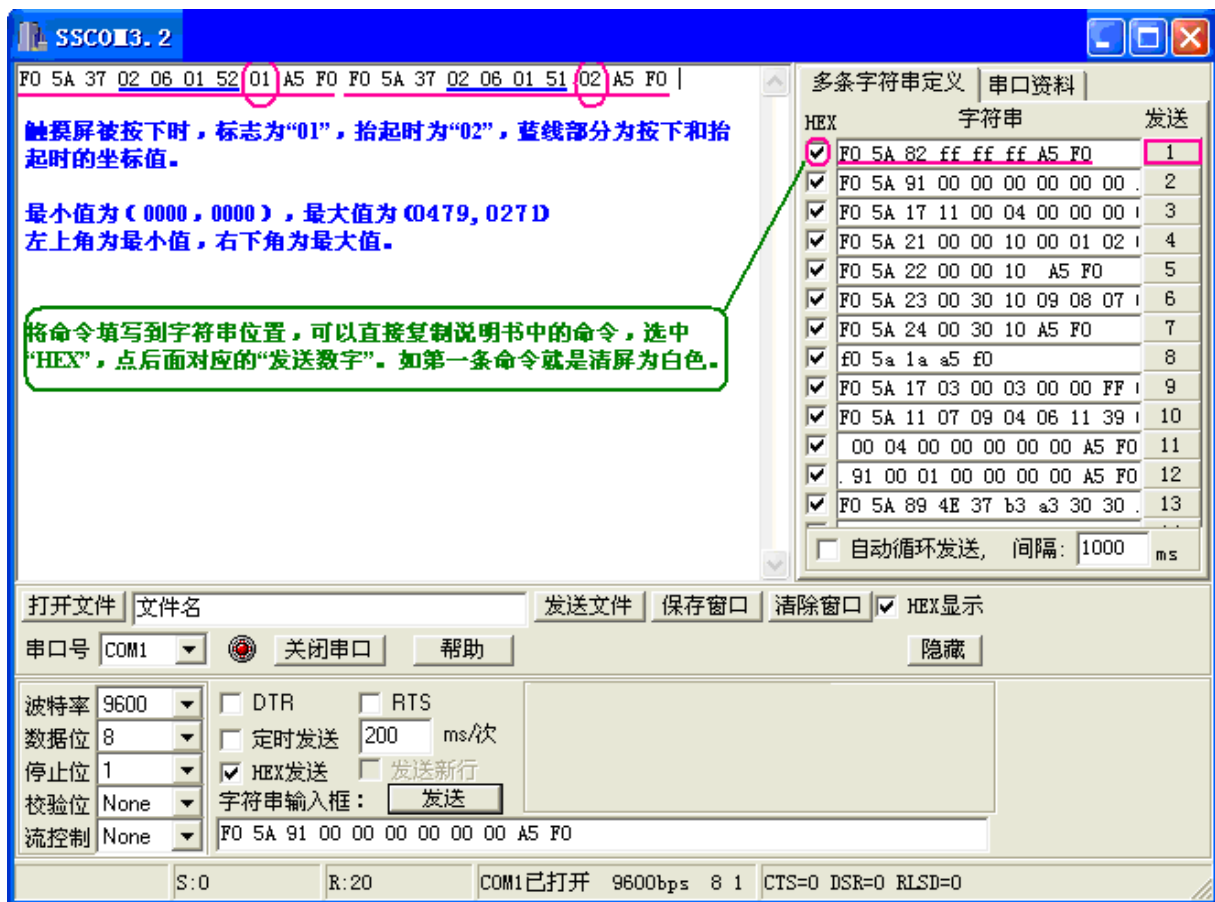 SSCOM3.2
F0 5A 37 02 06 01 52 01 A5 F0 F0 5A 37 02 06 01 51 02 A5 F0
触摸屏被按下时，标志为“01”，抬起时为“02”，蓝线部分为按下和抬
起时的坐标值。
最小值为（0000，0000），最大值为(0479,0271)
左上角为最小值，右下角为最大值。
将命令填写到字符串位置，可以直接复制说明书中的命令，选中
“HEX”，点后面对应的“发送数字”。如第一条命令就是清屏为白色。
多条字符串定义 串口资料
HEX 字符串 发送
F0 5A 82 ff ff ff A5 F0 1
F0 5A 91 00 00 00 00 00 00 . 2
F0 5A 17 11 00 04 00 00 00 3
F0 5A 21 00 00 10 00 01 02 4
F0 5A 22 00 00 10 A5 F0 5
F0 5A 23 00 30 10 09 08 07 6
F0 5A 24 00 30 10 A5 F0 7
f0 5a 1a a5 f0 8
F0 5A 17 03 00 03 00 00 FF 9
F0 5A 11 07 09 04 06 11 39 10
00 04 00 00 00 00 00 A5 F0 11
. 91 00 01 00 00 00 00 A5 F0 12
F0 5A 89 4E 37 b3 a3 30 30 . 13
自动循环发送, 间隔: 1000 ms
打开文件 文件名 发送文件 保存窗口 清除窗口 HEX显示
串口号 COM1 关闭串口 帮助 隐藏
波特率 9600 DTR RTS
数据位 8 定时发送 200 ms/次
停止位 1 HEX发送 发送新行
校验位 None 字符串输入框： 发送
流控制 None F0 5A 91 00 00 00 00 00 00 A5 F0
S:0 R:20 COM1已打开 9600bps 8 1 CTS=0 DSR=0 RLSD=0